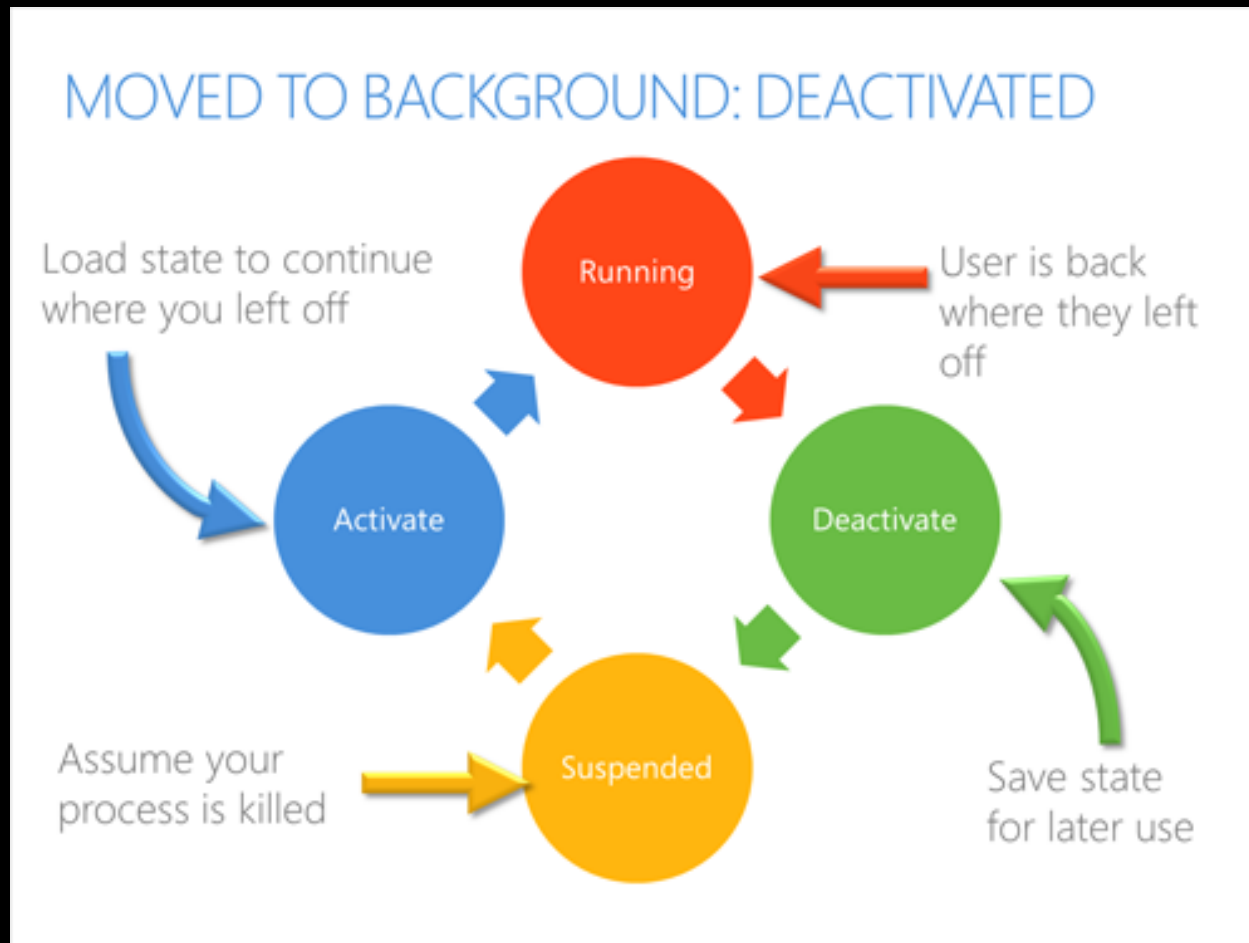 MOVED TO BACKGROUND: DEACTIVATED
Load state to continue
where you left off
Running
User is back
where they left
off
Activate
Deactivate
Assume your
process is killed
Suspended
Save state
for later use